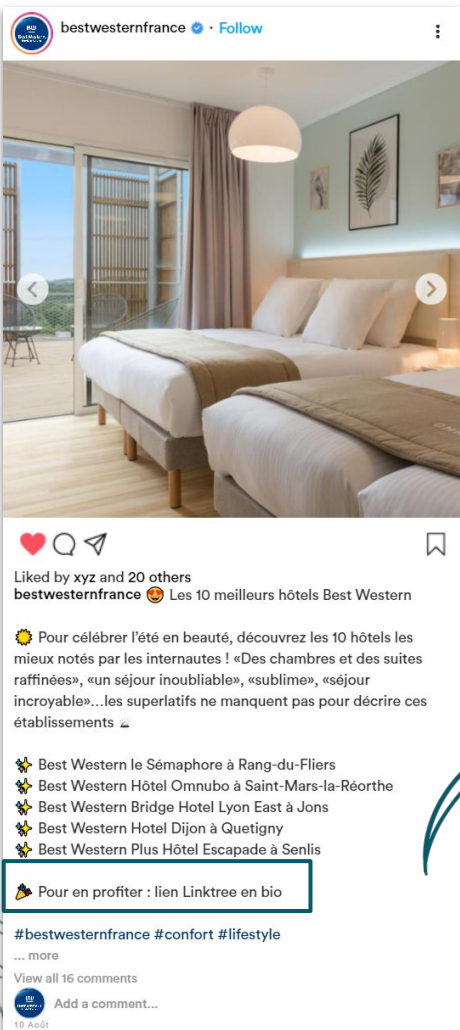 bestwesternfrance · Follow
Liked by xyz and 20 others
bestwesternfrance 😍 Les 10 meilleurs hôtels Best Western
🌞 Pour célébrer l’été en beauté, découvrez les 10 hôtels les
mieux notés par les internautes ! «Des chambres et des suites
raffinées», «un séjour inoubliable», «sublime», «séjour
incroyable»...les superlatifs ne manquent pas pour décrire ces
établissements
✨ Best Western le Sémaphore à Rang-du-Fliers
✨ Best Western Hôtel Omnubo à Saint-Mars-la-Réorthe
✨ Best Western Bridge Hotel Lyon East à Jons
✨ Best Western Hotel Dijon à Quetigny
✨ Best Western Plus Hôtel Escapade à Senlis
🎉 Pour en profiter : lien Linktree en bio
#bestwesternfrance #confort #lifestyle
... more
View all 16 comments
Add a comment...
10 Août